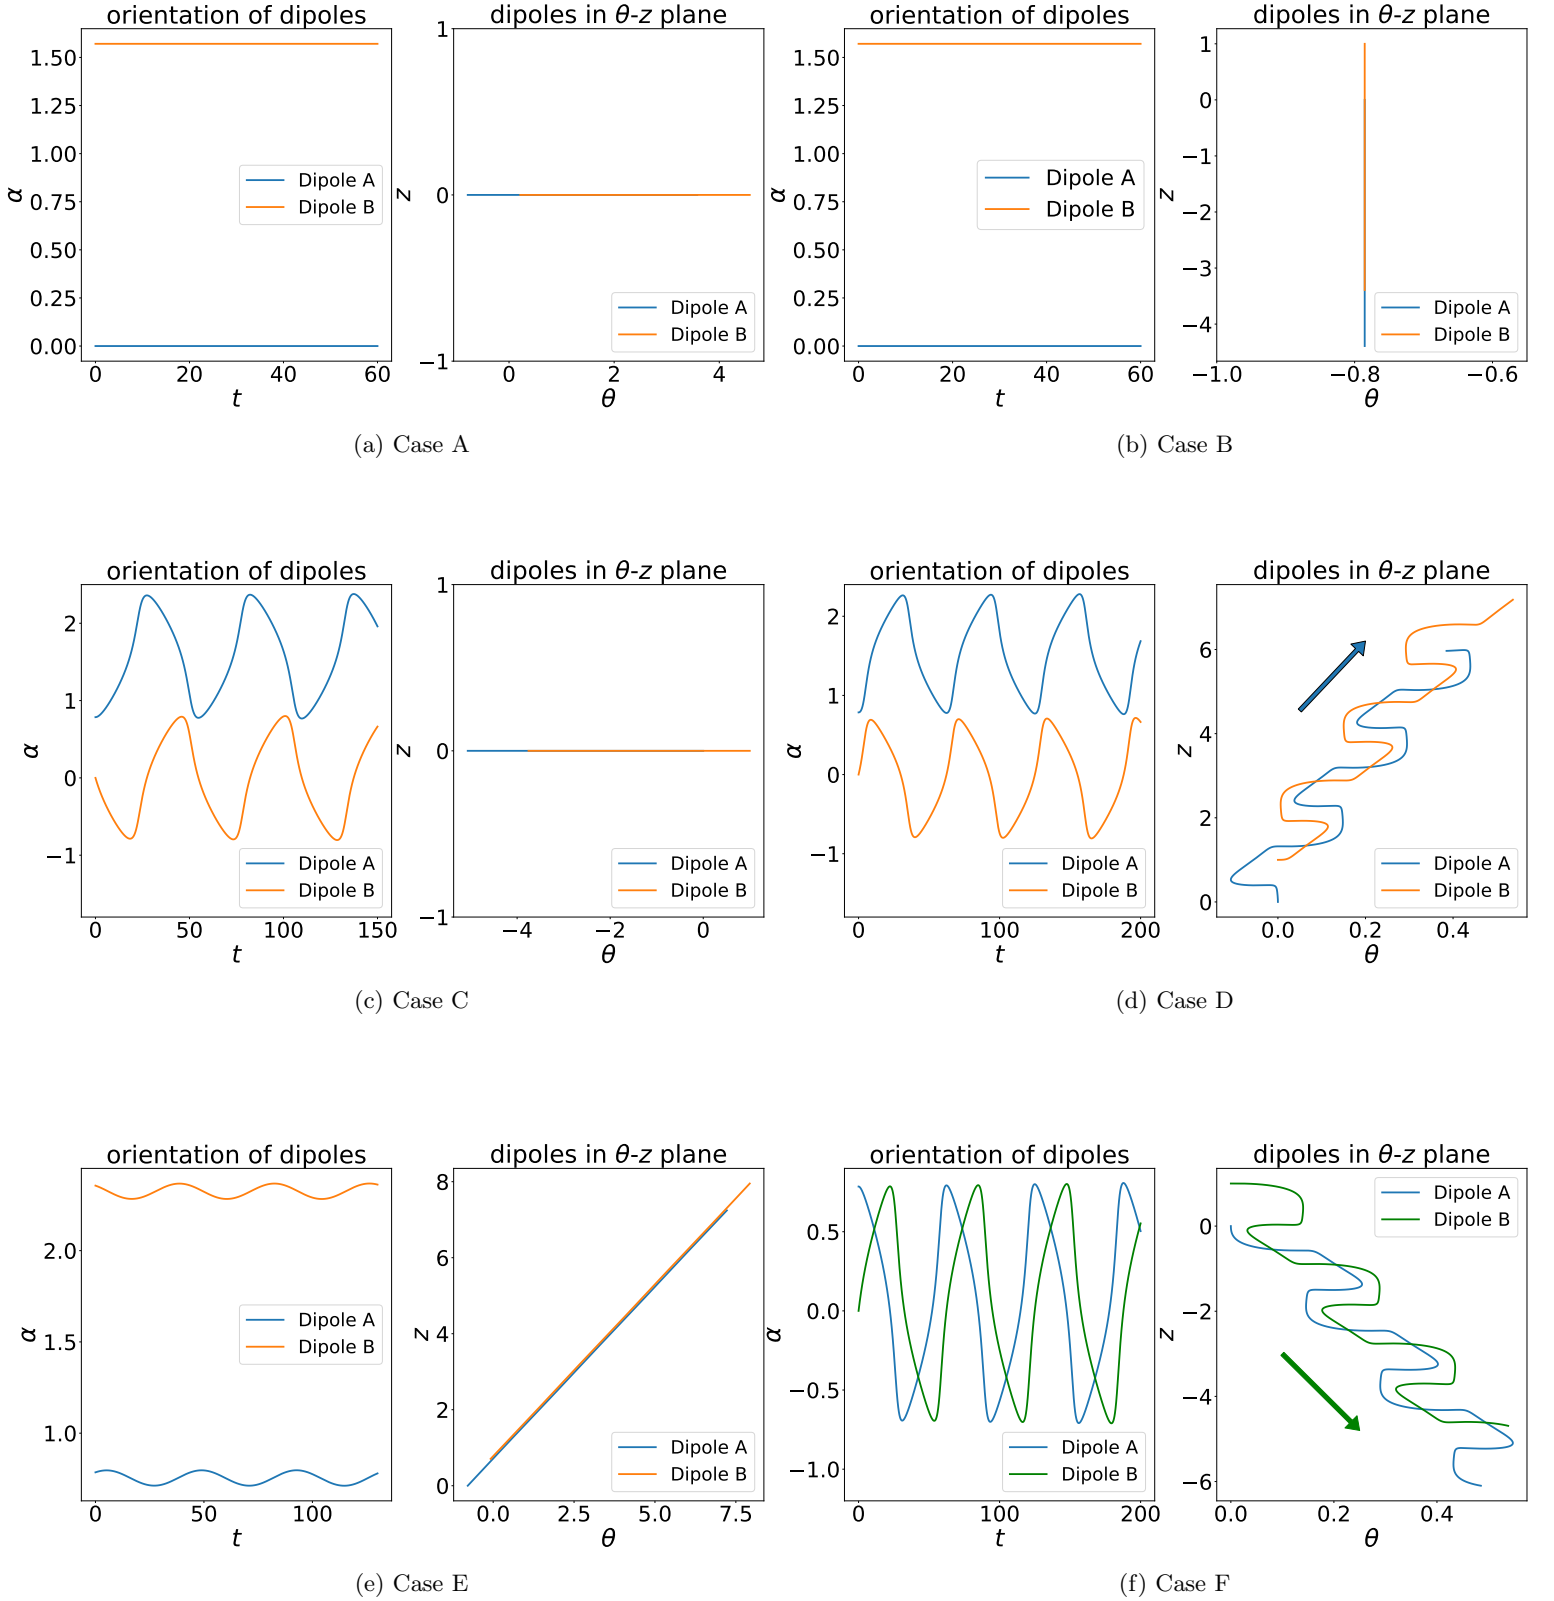 orientation of dipoles
1.50
1.25
1.00
0.75
0.50
0.25
0.00
α
0 20 40 60
t
Dipole A
Dipole B
dipoles in θ-z plane
1
0
−1
z
0 2 4
θ
Dipole A
Dipole B
(a) Case A
orientation of dipoles
1.50
1.25
1.00
0.75
0.50
0.25
0.00
α
0 20 40 60
t
Dipole A
Dipole B
dipoles in θ-z plane
1
0
−1
−2
−3
−4
z
−1.0 −0.8 −0.6
θ
Dipole A
Dipole B
(b) Case B
orientation of dipoles
2
1
0
−1
α
0 50 100 150
t
Dipole A
Dipole B
dipoles in θ-z plane
1
0
−1
z
−4 −2 0
θ
Dipole A
Dipole B
(c) Case C
orientation of dipoles
2
1
0
−1
α
0 100 200
t
Dipole A
Dipole B
dipoles in θ-z plane
6
4
2
0
z
0.0 0.2 0.4
θ
Dipole A
Dipole B
(d) Case D
orientation of dipoles
2.0
1.5
1.0
α
0 50 100
t
Dipole A
Dipole B
dipoles in θ-z plane
8
6
4
2
0
z
0.0 2.5 5.0 7.5
θ
Dipole A
Dipole B
(e) Case E
orientation of dipoles
0.5
0.0
−0.5
−1.0
α
0 100 200
t
Dipole A
Dipole B
dipoles in θ-z plane
0
−2
−4
−6
z
0.0 0.2 0.4
θ
Dipole A
Dipole B
(f) Case F